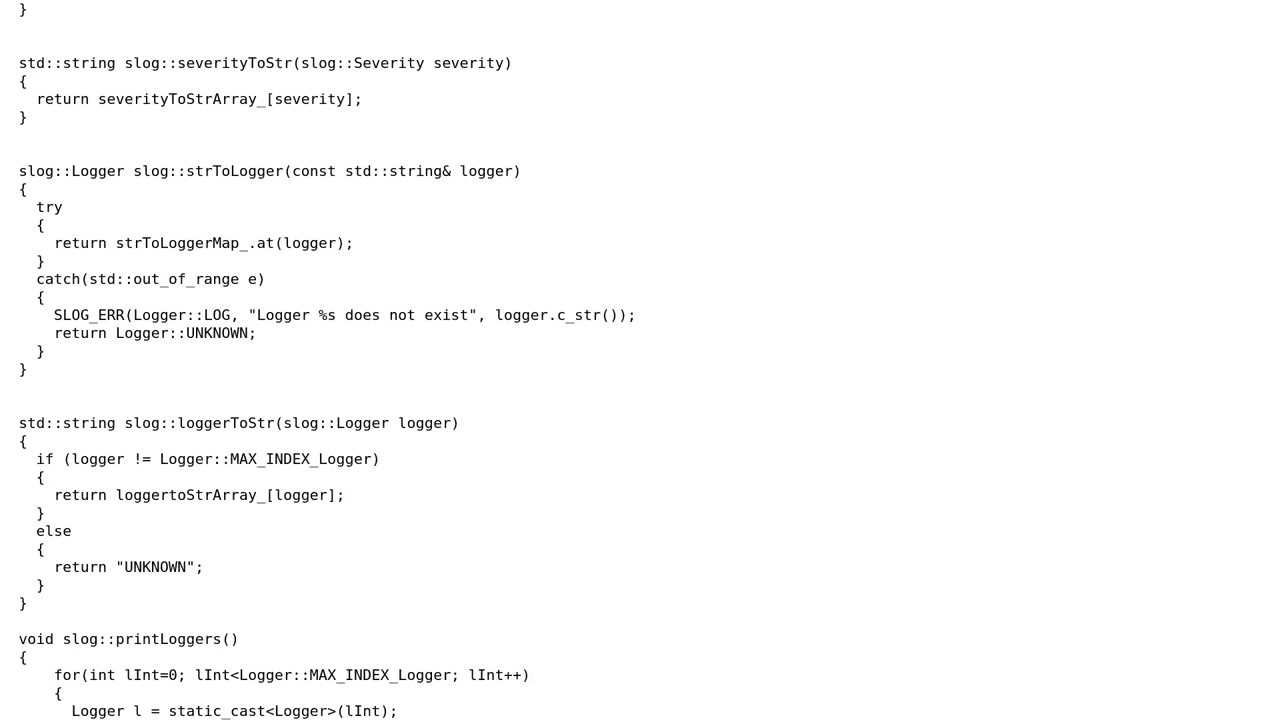 }
std::string slog::severityToStr(slog::Severity severity)
{
  return severityToStrArray_[severity];
}
slog::Logger slog::strToLogger(const std::string& logger)
{
  try
  {
    return strToLoggerMap_.at(logger);
  }
  catch(std::out_of_range e)
  {
    SLOG_ERR(Logger::LOG, "Logger %s does not exist", logger.c_str());
    return Logger::UNKNOWN;
  }
}
std::string slog::loggerToStr(slog::Logger logger)
{
  if (logger != Logger::MAX_INDEX_Logger)
  {
    return loggertoStrArray_[logger];
  }
  else
  {
    return "UNKNOWN";
  }
}
void slog::printLoggers()
{
    for(int lInt=0; lInt<Logger::MAX_INDEX_Logger; lInt++)
    {
      Logger l = static_cast<Logger>(lInt);